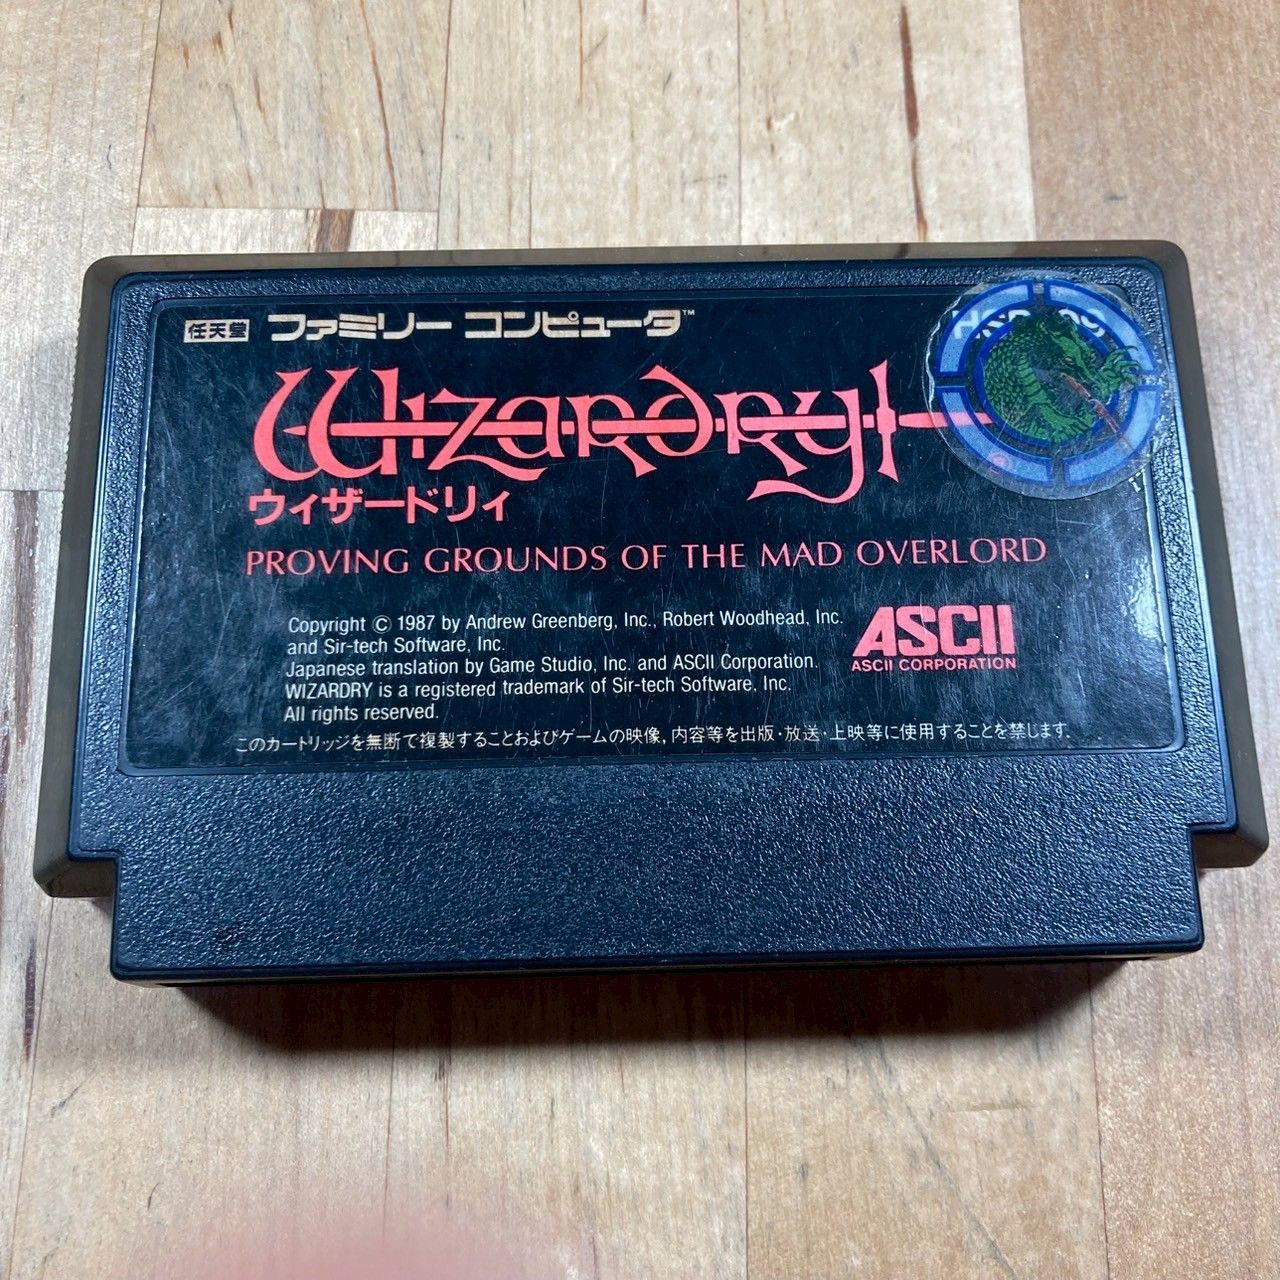 任天堂 ファミリー コンピュータ™
Wizardry
ウィザードリィ
PROVING GROUNDS OF THE MAD OVERLORD
Copyright © 1987 by Andrew Greenberg, Inc., Robert Woodhead, Inc.
and Sir-tech Software, Inc.
Japanese translation by Game Studio, Inc. and ASCII Corporation.
WIZARDRY is a registered trademark of Sir-tech Software, Inc.
All rights reserved.
ASCII
ASCII CORPORATION
このカートリッジを無断で複製することおよびゲームの映像,内容等を出版・放送・上映等に使用することを禁じます.